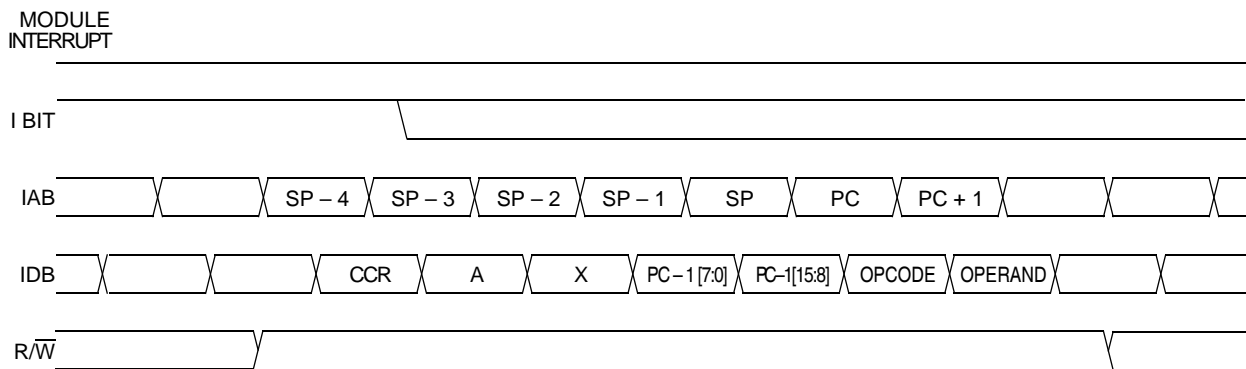 MODULE
INTERRUPT
I BIT
IAB SP – 4 SP – 3 SP – 2 SP – 1 SP PC PC + 1
IDB CCR A X PC – 1 [7:0] PC–1[15:8] OPCODE OPERAND
R/W̅